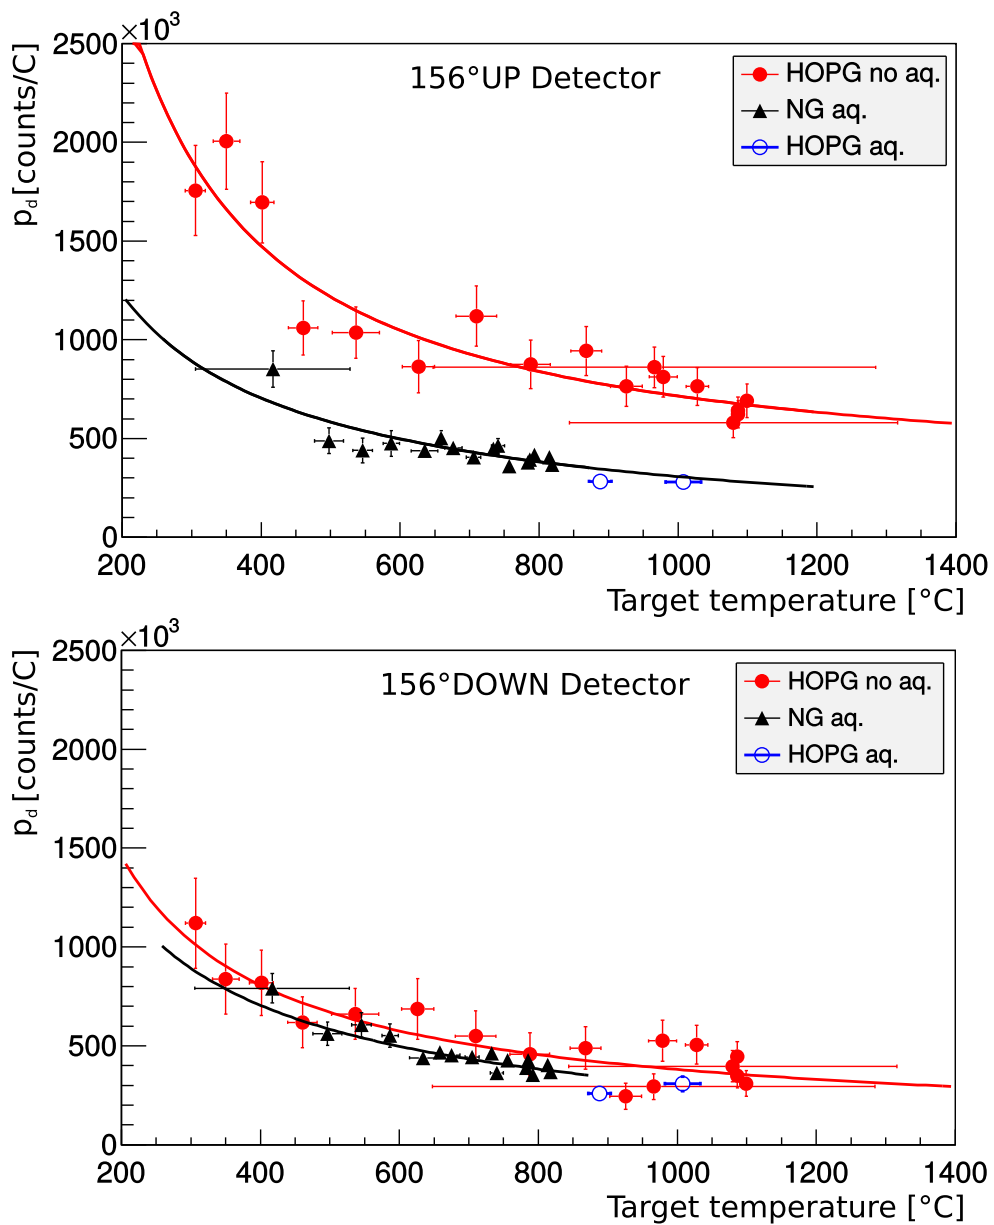 ×10³
2500
2000
1500
1000
500
0
p_d [counts/C]
156°UP Detector
HOPG no aq.
NG aq.
HOPG aq.
200 400 600 800 1000 1200 1400
Target temperature [°C]
×10³
2500
2000
1500
1000
500
0
p_d [counts/C]
156°DOWN Detector
HOPG no aq.
NG aq.
HOPG aq.
200 400 600 800 1000 1200 1400
Target temperature [°C]